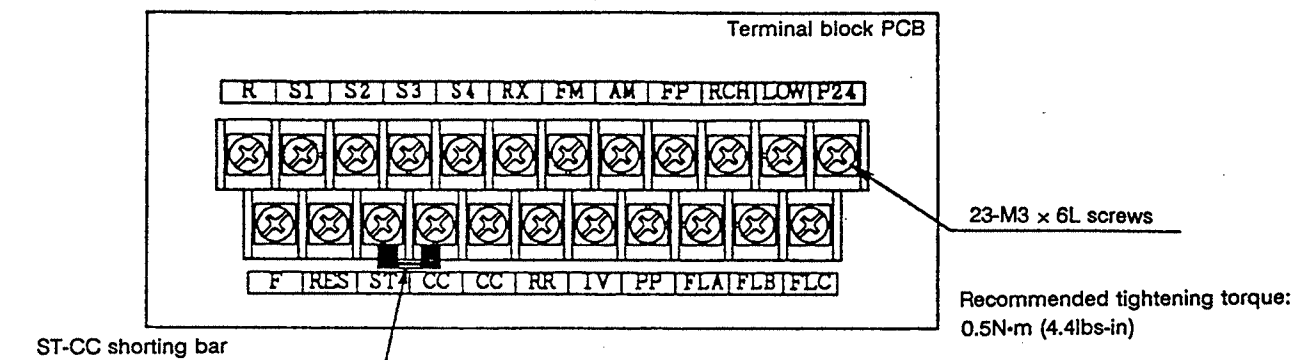 Terminal block PCB
R S1 S2 S3 S4 RX FM AM FP RCH LOW P24
23-M3 × 6L screws
F RES ST CC CC RR IV PP FLA FLB FLC
Recommended tightening torque:
0.5N•m (4.4lbs-in)
ST-CC shorting bar